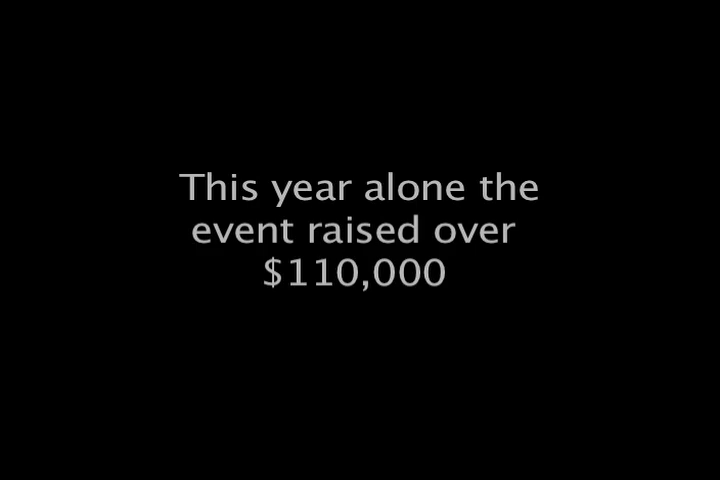 This year alone the
event raised over
$110,000